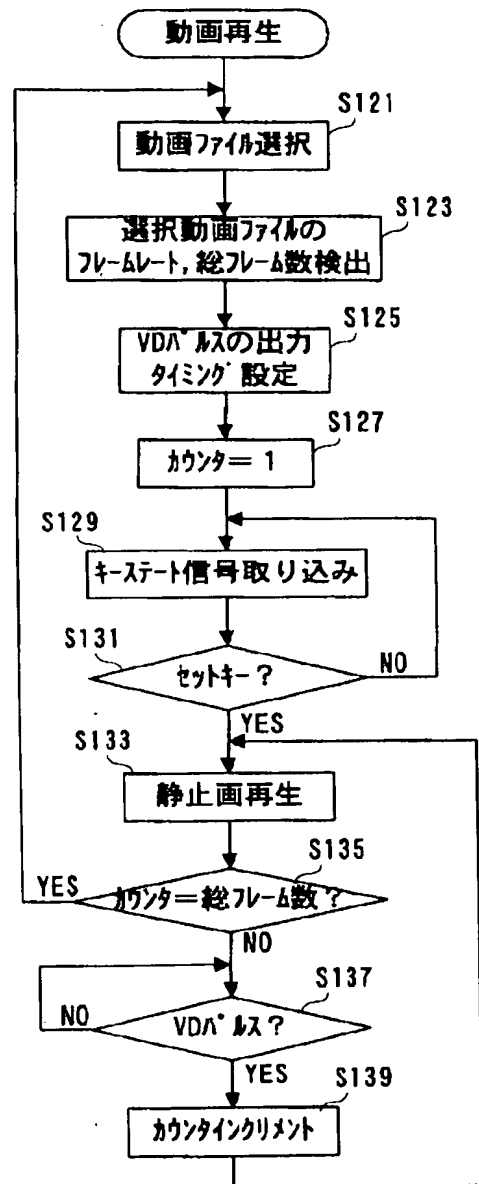 動画再生
S121
動画ファイル選択
S123
選択動画ファイルの
フレームレート,総フレーム数検出
S125
VDパルスの出力
タイミング設定
S127
カウンタ=1
S129
キーステート信号取り込み
S131
セットキー?
NO
YES
S133
静止画再生
S135
YES
カウンタ=総フレーム数?
NO
S137
NO
VDパルス?
YES
S139
カウンタインクリメント